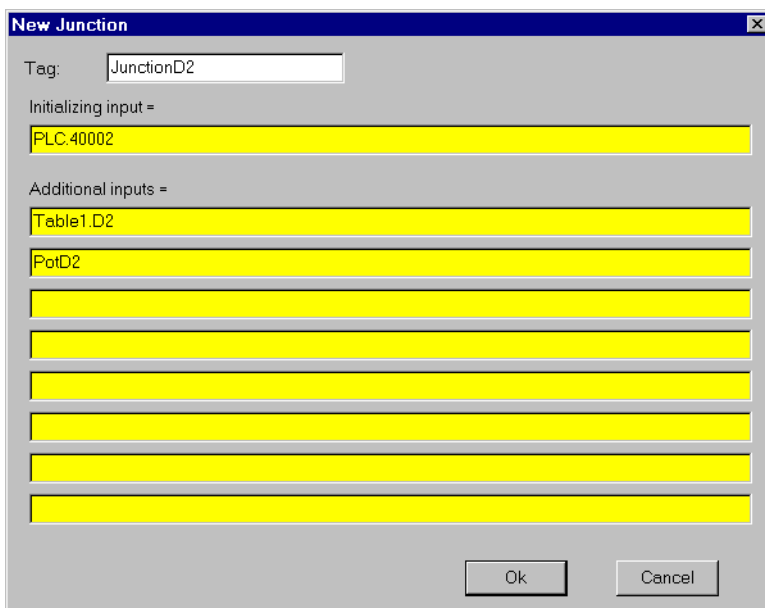 New Junction
Tag: JunctionD2
Initializing input =
PLC.40002
Additional inputs =
Table1.D2
PotD2
Ok Cancel